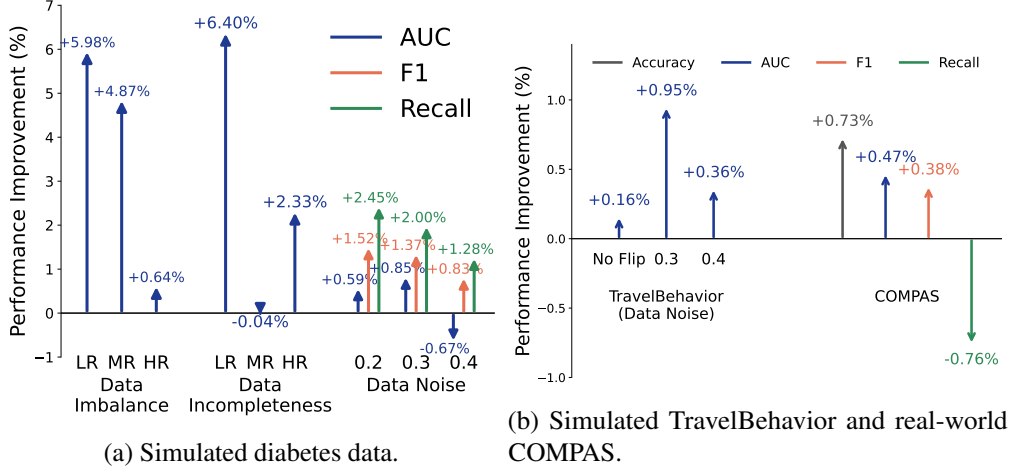 7
6
5
4
3
2
1
0
−1
Performance Improvement (%)
+5.98%
+4.87%
+0.64%
+6.40%
-0.04%
+2.33%
+0.59%
+1.52%
+2.45%
+0.85%
+1.37%
+2.00%
-0.67%
+0.83%
+1.28%
AUC
F1
Recall
LR MR HR
Data
Imbalance
LR MR HR
Data
Incompleteness
0.2 0.3 0.4
Data Noise
(a) Simulated diabetes data.
1.0
0.5
0.0
−0.5
−1.0
Performance Improvement (%)
Accuracy AUC F1 Recall
+0.16%
+0.95%
+0.36%
+0.73%
+0.47%
+0.38%
-0.76%
No Flip 0.3 0.4
TravelBehavior
(Data Noise)
COMPAS
(b) Simulated TravelBehavior and real-world
COMPAS.